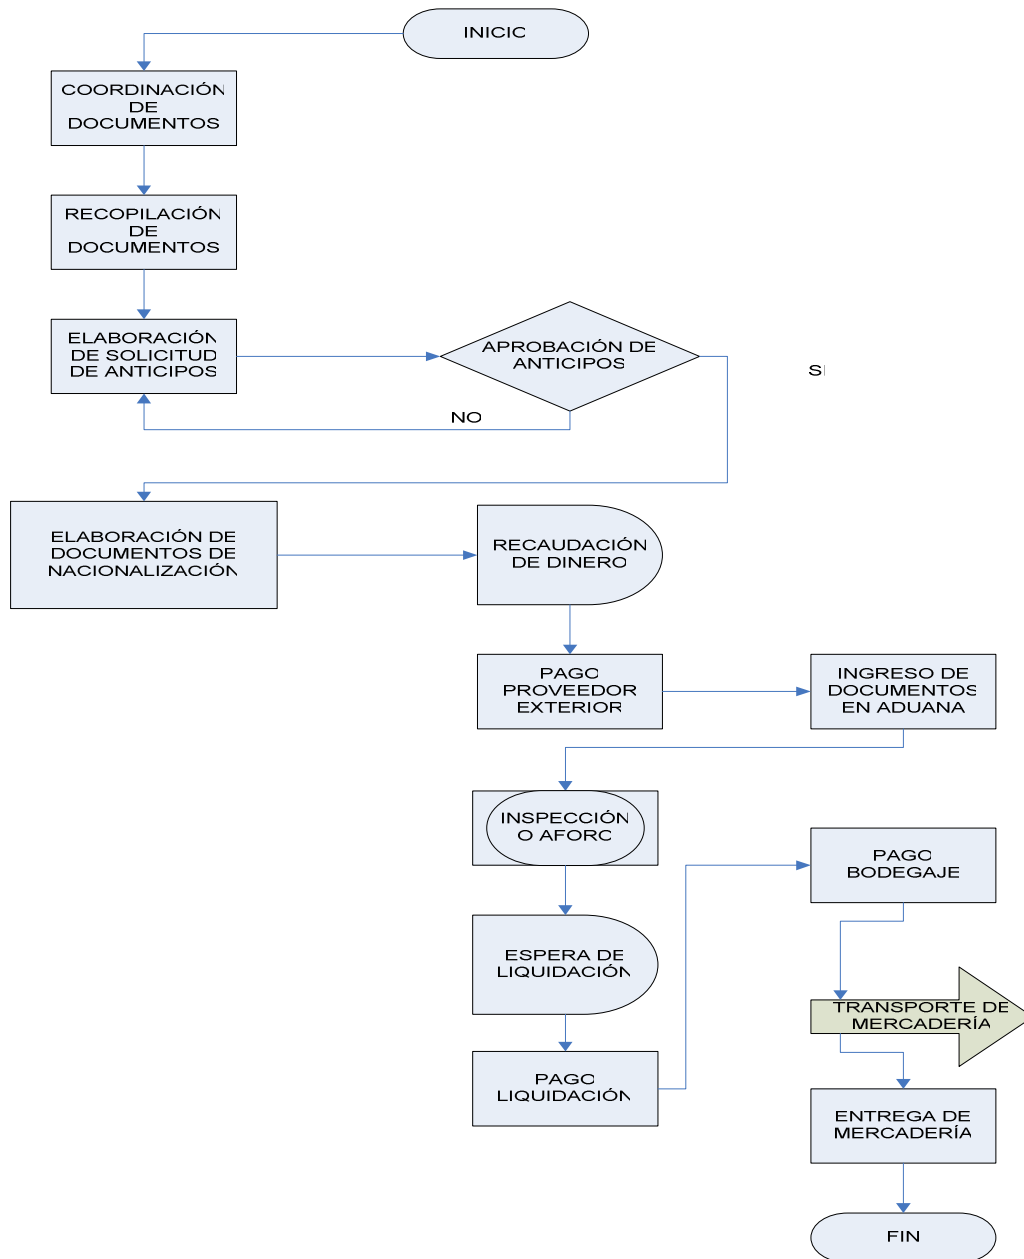 INICIO
COORDINACIÓN
DE
DOCUMENTOS
RECOPILACIÓN
DE
DOCUMENTOS
ELABORACIÓN
DE SOLICITUD
DE ANTICIPOS
APROBACIÓN DE
ANTICIPOS
SI
NO
ELABORACIÓN DE
DOCUMENTOS DE
NACIONALIZACIÓN
RECAUDACIÓN
DE DINERO
PAGO
PROVEEDOR
EXTERIOR
INGRESO DE
DOCUMENTOS
EN ADUANA
INSPECCIÓN
O AFORO
PAGO
BODEGAJE
ESPERA DE
LIQUIDACIÓN
TRANSPORTE DE
MERCADERÍA
PAGO
LIQUIDACIÓN
ENTREGA DE
MERCADERÍA
FIN